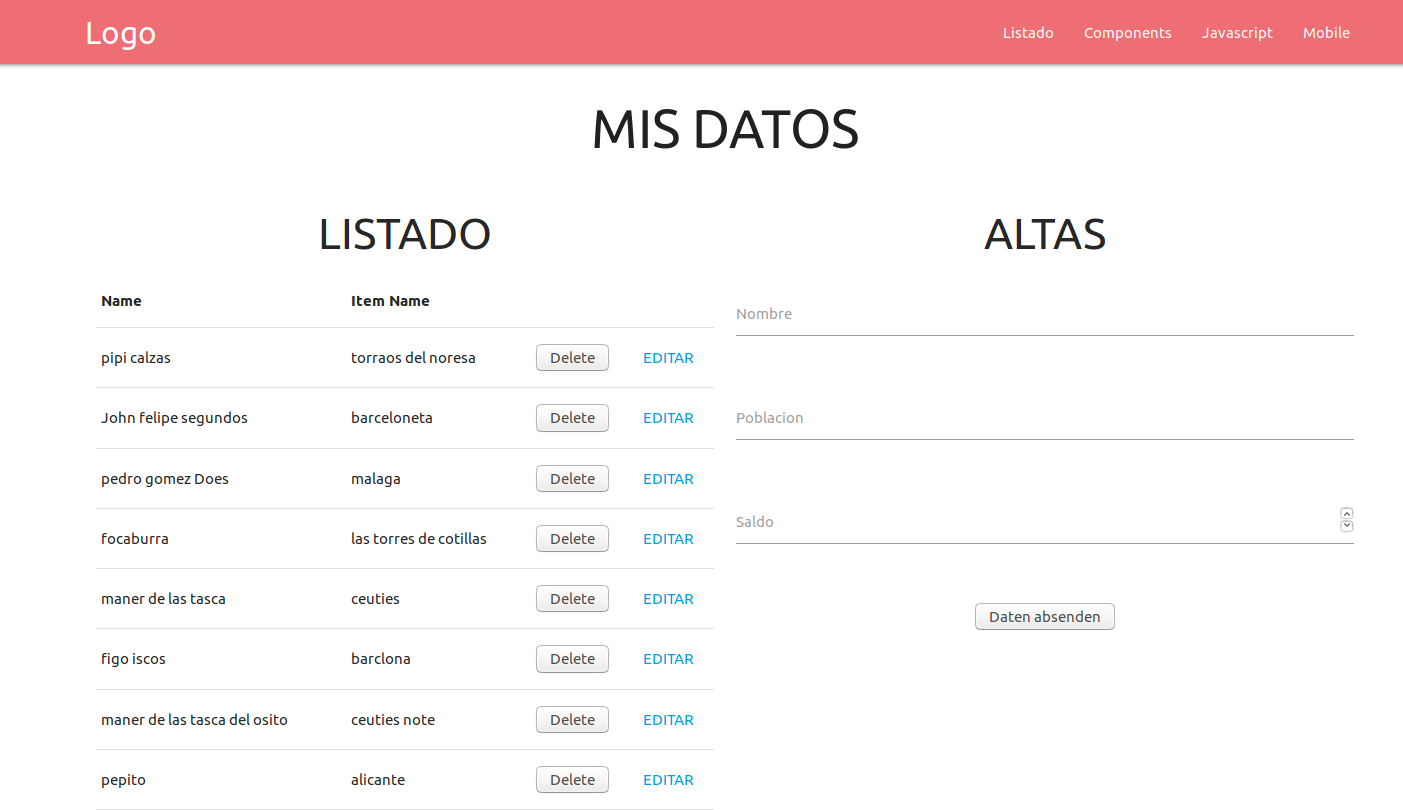 Logo Listado Components Javascript Mobile
MIS DATOS
LISTADO
Name Item Name
pipi calzas torraos del noresa Delete EDITAR
John felipe segundos barceloneta Delete EDITAR
pedro gomez Does malaga Delete EDITAR
focaburra las torres de cotillas Delete EDITAR
maner de las tasca ceuties Delete EDITAR
figo iscos barclona Delete EDITAR
maner de las tasca del osito ceuties note Delete EDITAR
pepito alicante Delete EDITAR
ALTAS
Nombre
Poblacion
Saldo
Daten absenden